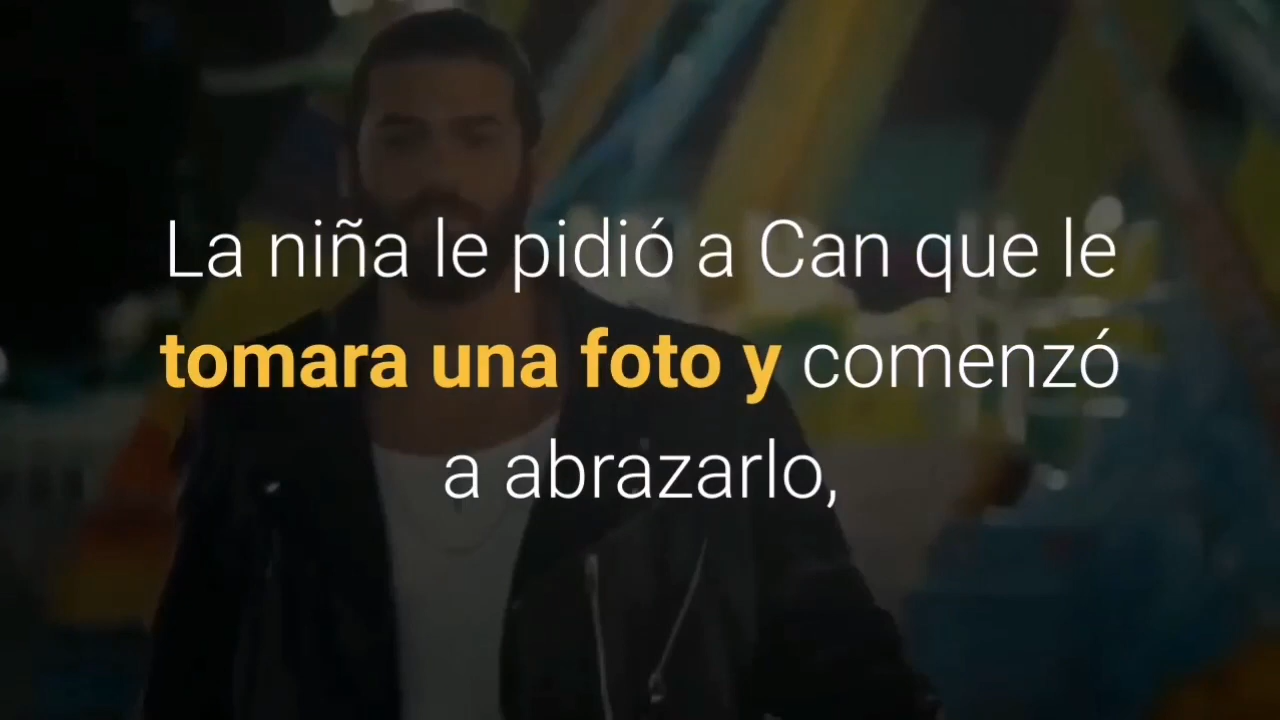 La niña le pidió a Can que le
tomara una foto y comenzó
a abrazarlo,